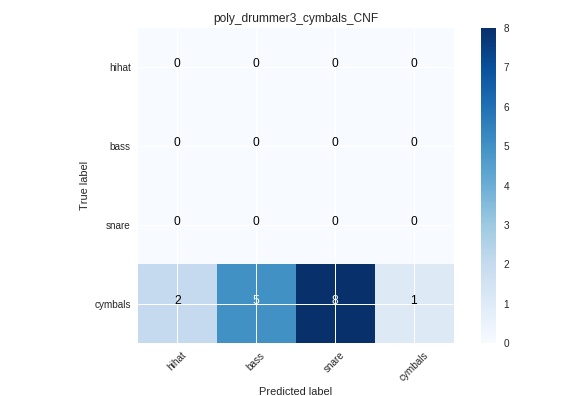 poly_drummer3_cymbals_CNF
True label
hihat 0 0 0 0
bass 0 0 0 0
snare 0 0 0 0
cymbals 2 5 8 1
hihat bass snare cymbals
Predicted label
8
7
6
5
4
3
2
1
0